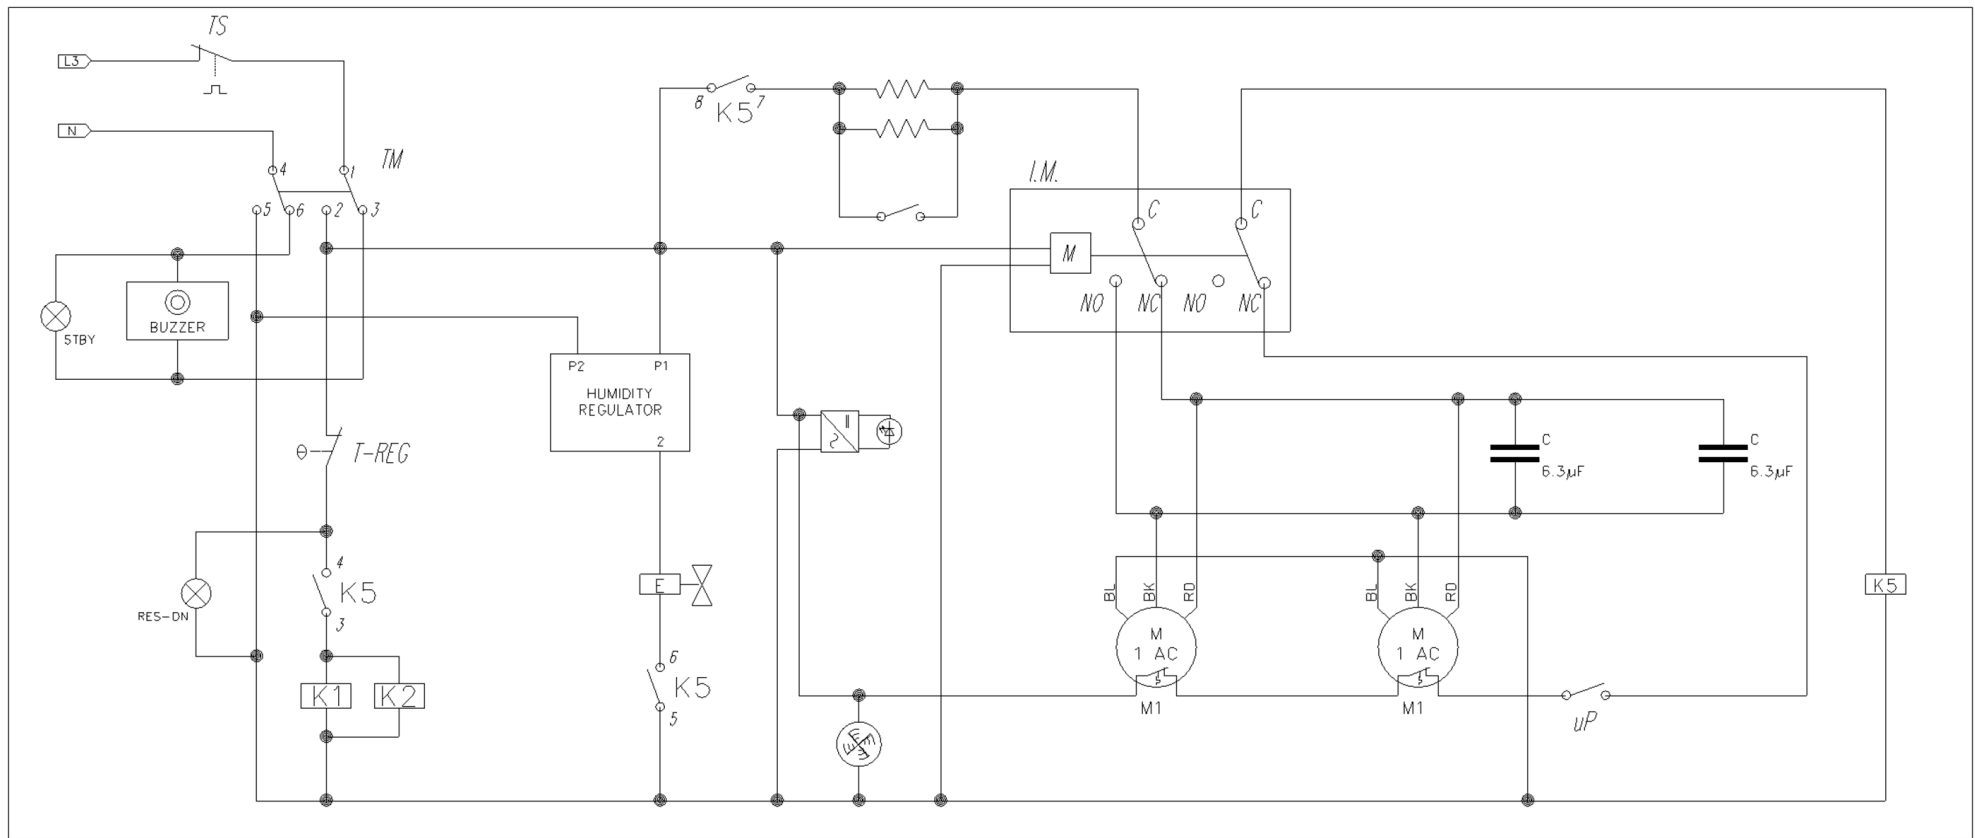 TS
L3
N
4
1
TM
5
6
2
3
STBY
BUZZER
8
K5
7
I.M.
C
C
M
NO
NC
NO
NC
P2
P1
HUMIDITY
REGULATOR
2
θ
T-REG
C
6.3µF
C
6.3µF
4
K5
3
RES-DN
E
6
K5
5
K1
K2
BL
BK
RD
M
1 AC
M1
BL
BK
RD
M
1 AC
M1
uP
K5